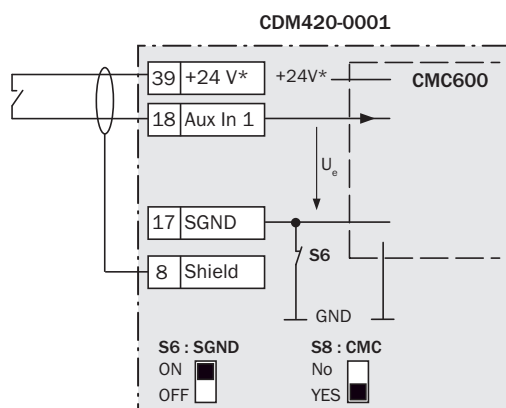 CDM420-0001
39 +24 V* +24V* CMC600
18 Aux In 1
Ue
17 SGND
S6
8 Shield
GND
S6 : SGND S8 : CMC
ON No
OFF YES